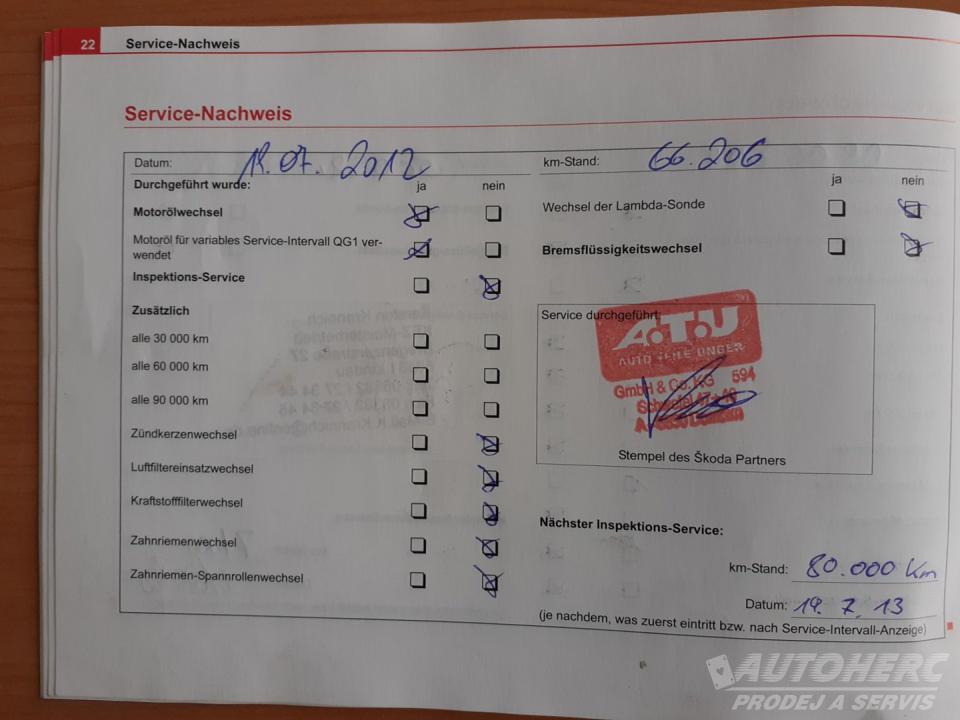 22 Service-Nachweis
Service-Nachweis
Datum: 19.07.2012
km-Stand: 66.206
Durchgeführt wurde: ja nein
ja nein
Motorölwechsel
Wechsel der Lambda-Sonde
Motoröl für variables Service-Intervall QG1 ver-
wendet
Bremsflüssigkeitswechsel
Inspektions-Service
Zusätzlich
alle 30 000 km
alle 60 000 km
alle 90 000 km
Zündkerzenwechsel
Luftfiltereinsatzwechsel
Kraftstofffilterwechsel
Zahnriemenwechsel
Zahnriemen-Spannrollenwechsel
Service durchgeführt:
A.T.U
AUTO TEILE UNGER
GmbH & Co. KG 594
Stempel des Škoda Partners
Nächster Inspektions-Service:
km-Stand: 80.000 km
Datum: 19.7.13
(je nachdem, was zuerst eintritt bzw. nach Service-Intervall-Anzeige)
AUTOHERC
PRODEJ A SERVIS